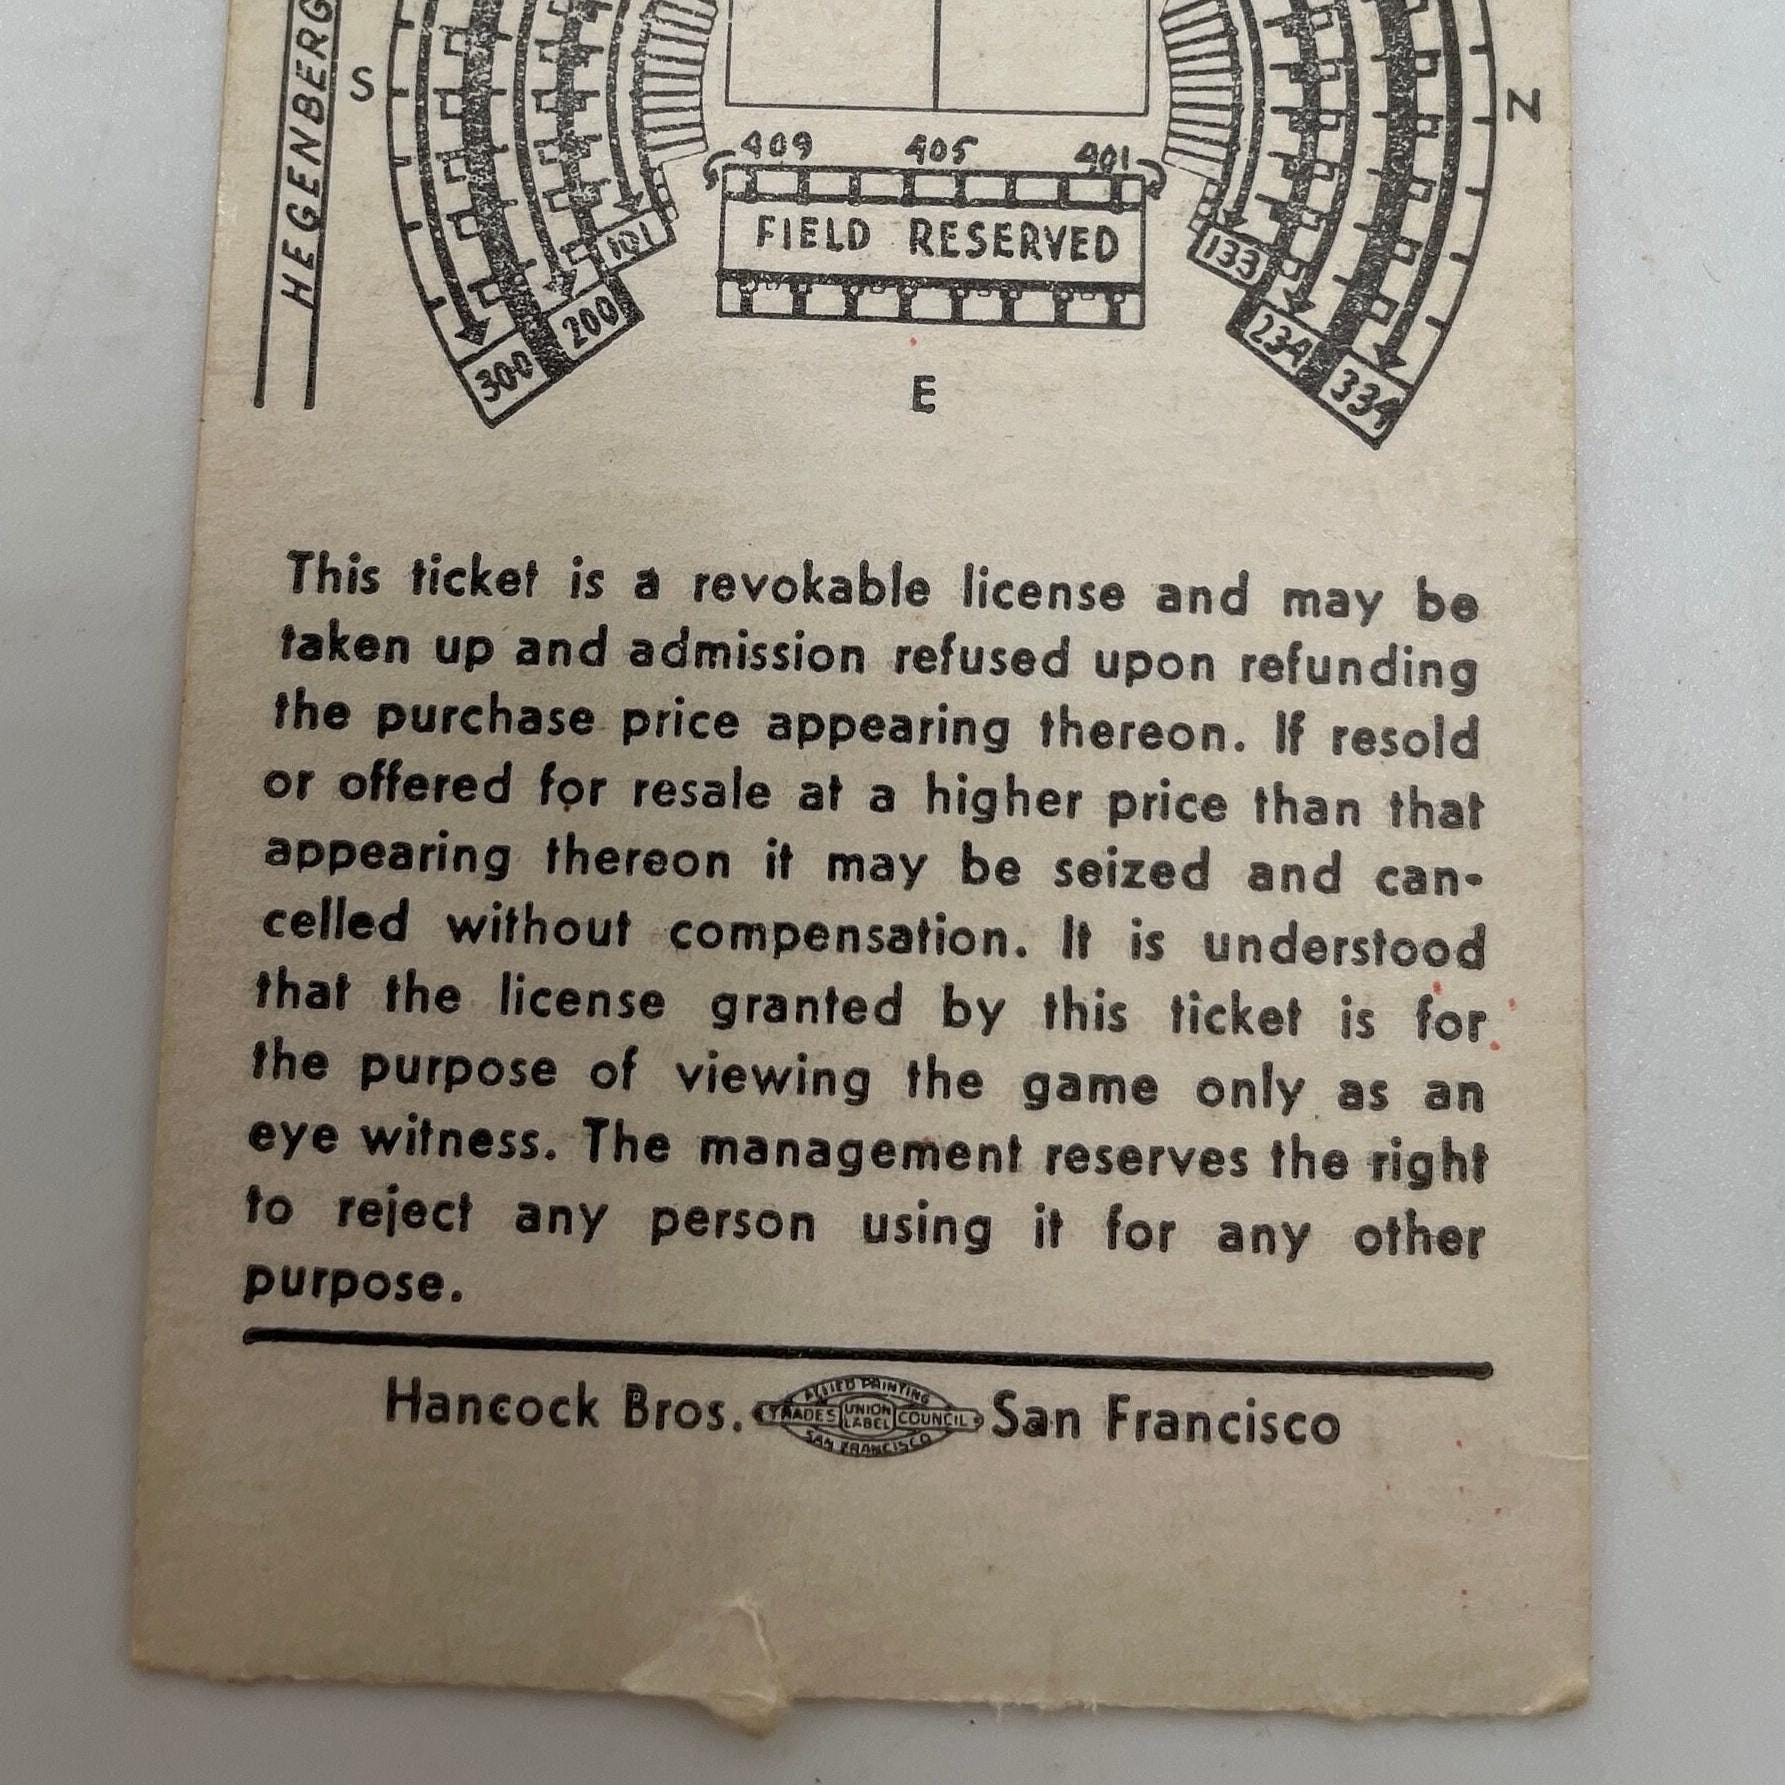 HEGENBERG
S
N
409 405 401
FIELD RESERVED
101
133
200
234
300
334
E
This ticket is a revokable license and may be
taken up and admission refused upon refunding
the purchase price appearing thereon. If resold
or offered for resale at a higher price than that
appearing thereon it may be seized and can-
celled without compensation. It is understood
that the license granted by this ticket is for
the purpose of viewing the game only as an
eye witness. The management reserves the right
to reject any person using it for any other
purpose.
Hancock Bros. San Francisco
ALLIED PRINTING
TRADES UNION LABEL COUNCIL
SAN FRANCISCO